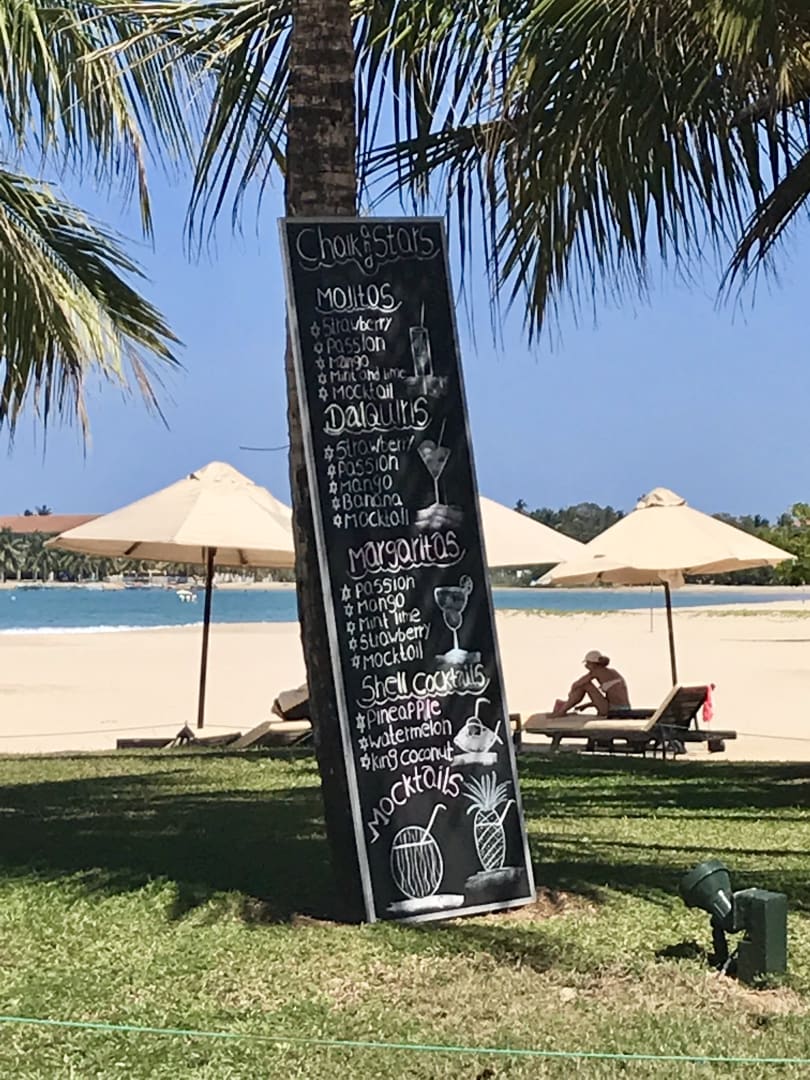 Chalk and Stars
Mojitos
Strawberry
Passion
Mango
Mint and lime
Mocktail
Daiquiris
Strawberry
Passion
Mango
Banana
Mocktail
Margaritas
Passion
Mango
Mint lime
Strawberry
Mocktail
Shell Cocktails
Pineapple
Watermelon
King Coconut
Mocktails